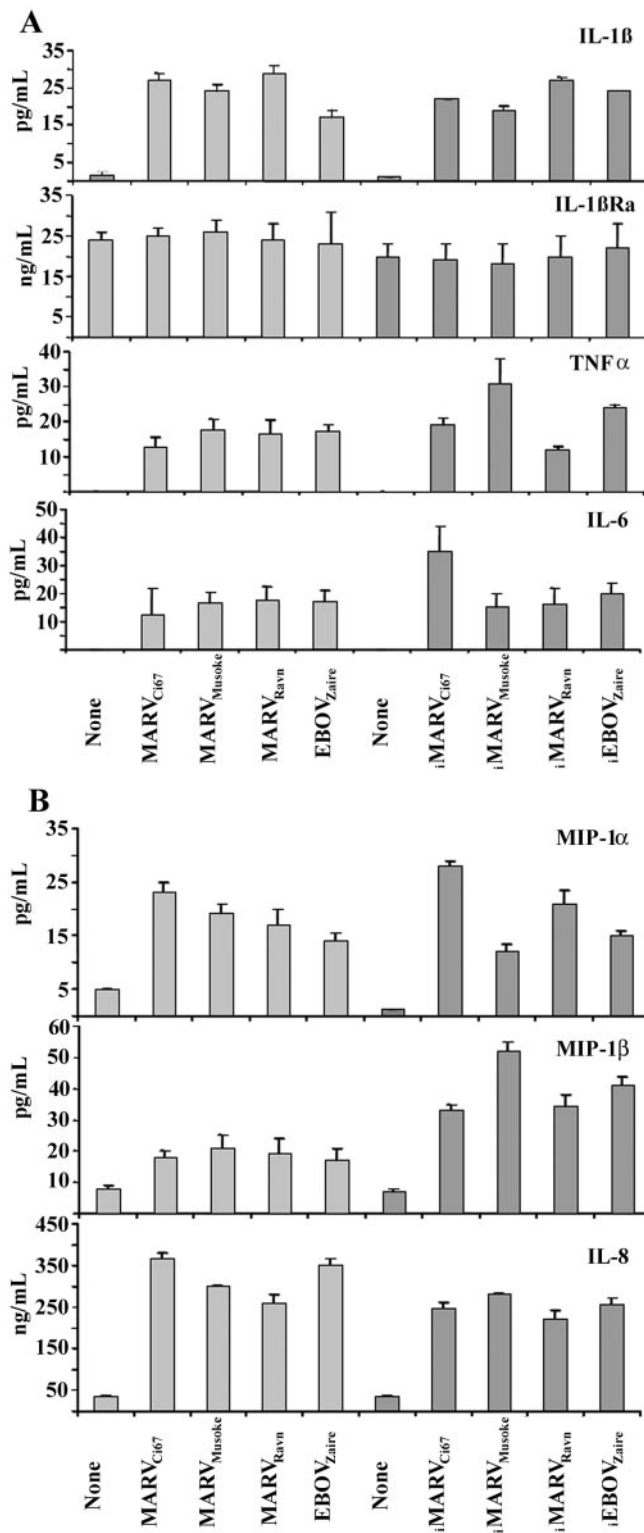 A
IL-1ß
35
25
15
5
pg/mL
IL-1ßRa
35
25
15
5
ng/mL
TNF α
40
30
20
10
pg/mL
IL-6
50
40
30
20
10
pg/mL
None
MARVCi67
MARVMusoke
MARVRavn
EBOVZaire
None
iMARVCi67
iMARVMusoke
iMARVRavn
iEBOVZaire
B
MIP-1α
35
25
15
5
pg/mL
MIP-1β
60
50
40
30
20
10
pg/mL
IL-8
450
350
250
150
50
ng/mL
None
MARVCi67
MARVMusoke
MARVRavn
EBOVZaire
None
iMARVCi67
iMARVMusoke
iMARVRavn
iEBOVZaire